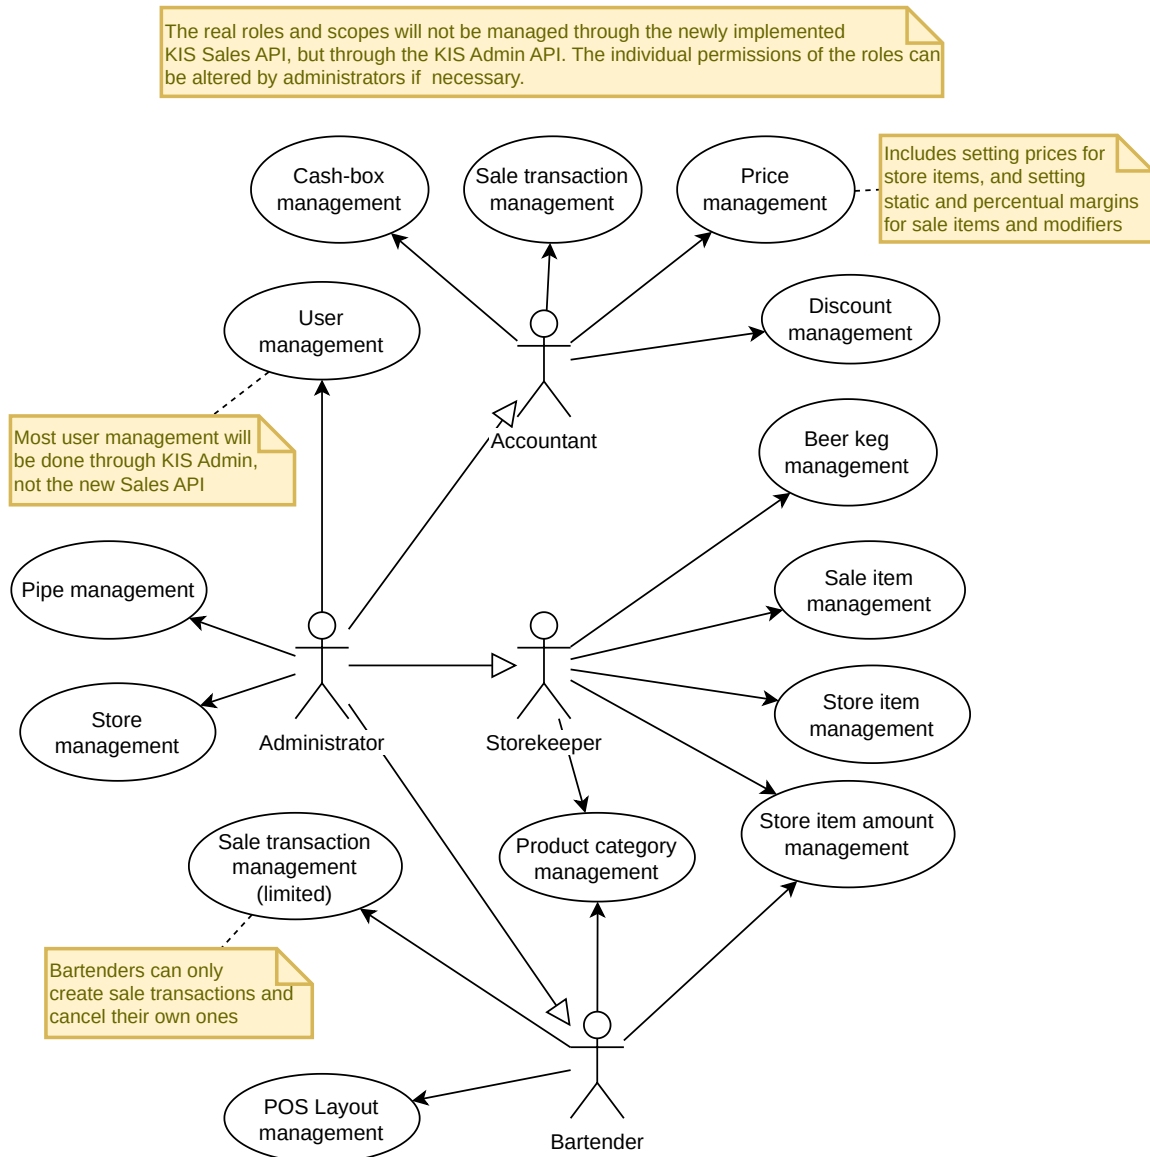 The real roles and scopes will not be managed through the newly implemented
KIS Sales API, but through the KIS Admin API. The individual permissions of the roles can
be altered by administrators if  necessary.
Cash-box
management
Sale transaction
management
Price
management
Includes setting prices for
store items, and setting
static and percentual margins
for sale items and modifiers
User
management
Discount
management
Most user management will
be done through KIS Admin,
not the new Sales API
Accountant
Beer keg
management
Pipe management
Sale item
management
Store
management
Administrator
Storekeeper
Store item
management
Sale transaction
management
(limited)
Product category
management
Store item amount
management
Bartenders can only
create sale transactions and
cancel their own ones
POS Layout
management
Bartender